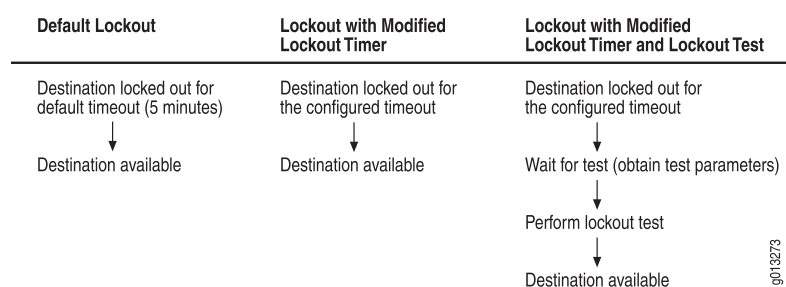 Default Lockout
Lockout with Modified
Lockout Timer
Lockout with Modified
Lockout Timer and Lockout Test
Destination locked out for
default timeout (5 minutes)
Destination available
Destination locked out for
the configured timeout
Destination available
Destination locked out for
the configured timeout
Wait for test (obtain test parameters)
Perform lockout test
Destination available
g013273